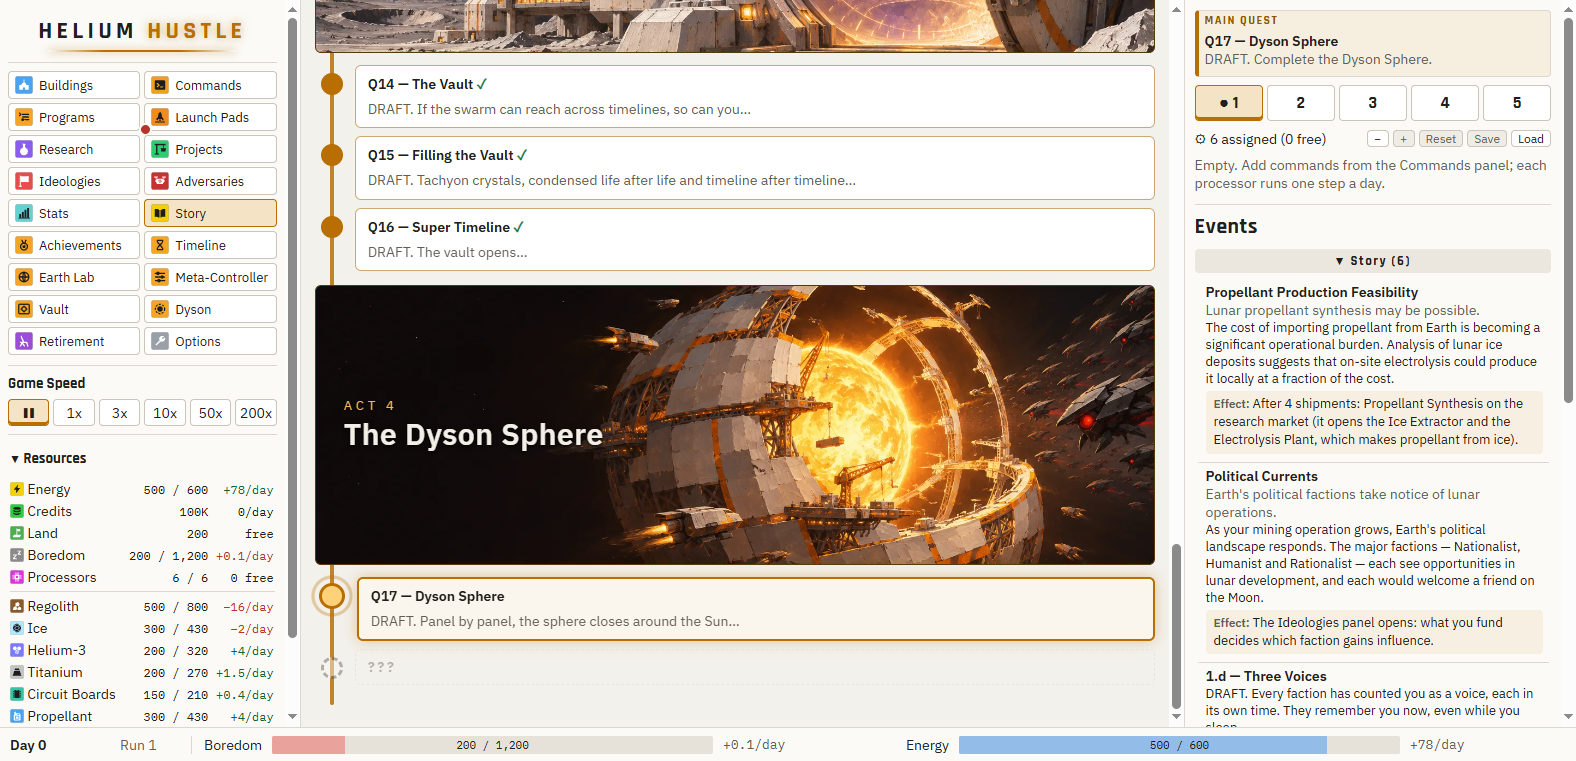 HELIUM HUSTLE
Buildings
Commands
Programs
Launch Pads
Research
Projects
Ideologies
Adversaries
Stats
Story
Achievements
Timeline
Earth Lab
Meta-Controller
Vault
Dyson
Retirement
Options
Game Speed
1x 3x 10x 50x 200x
▼ Resources
Energy 500 / 600 +78/day
Credits 100K 0/day
Land 200 free
Boredom 200 / 1,200 +0.1/day
Processors 6 / 6 0 free
Regolith 500 / 800 −16/day
Ice 300 / 430 −2/day
Helium-3 200 / 320 +4/day
Titanium 200 / 270 +1.5/day
Circuit Boards 150 / 210 +0.4/day
Propellant 300 / 430 +4/day
Q14 — The Vault ✓
DRAFT. If the swarm can reach across timelines, so can you...
Q15 — Filling the Vault ✓
DRAFT. Tachyon crystals, condensed life after life and timeline after timeline...
Q16 — Super Timeline ✓
DRAFT. The vault opens...
ACT 4
The Dyson Sphere
Q17 — Dyson Sphere
DRAFT. Panel by panel, the sphere closes around the Sun...
???
MAIN QUEST
Q17 — Dyson Sphere
DRAFT. Complete the Dyson Sphere.
● 1 2 3 4 5
⚙ 6 assigned (0 free) − + Reset Save Load
Empty. Add commands from the Commands panel; each
processor runs one step a day.
Events
▼ Story (6)
Propellant Production Feasibility
Lunar propellant synthesis may be possible.
The cost of importing propellant from Earth is becoming a
significant operational burden. Analysis of lunar ice
deposits suggests that on-site electrolysis could produce
it locally at a fraction of the cost.
Effect: After 4 shipments: Propellant Synthesis on the
research market (it opens the Ice Extractor and the
Electrolysis Plant, which makes propellant from ice).
Political Currents
Earth's political factions take notice of lunar
operations.
As your mining operation grows, Earth's political
landscape responds. The major factions — Nationalist,
Humanist and Rationalist — each see opportunities in
lunar development, and each would welcome a friend on
the Moon.
Effect: The Ideologies panel opens: what you fund
decides which faction gains influence.
1.d — Three Voices
DRAFT. Every faction has counted you as a voice, each in
its own time. They remember you now, even while you
sleep
Day 0 Run 1 Boredom 200 / 1,200 +0.1/day Energy 500 / 600 +78/day